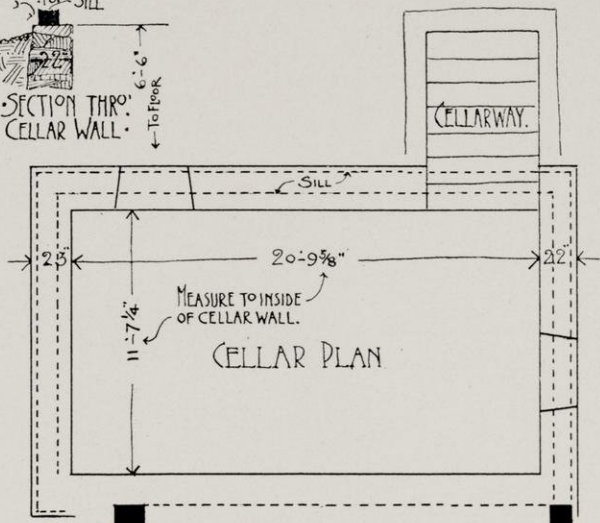 SILL
22"
6'-6"
TO FLOOR
·SECTION THRO'
CELLAR WALL·
CELLARWAY.
SILL
23"
20'-9⅝"
22"
MEASURE TO INSIDE
OF CELLAR WALL.
11'-7¼"
CELLAR PLAN